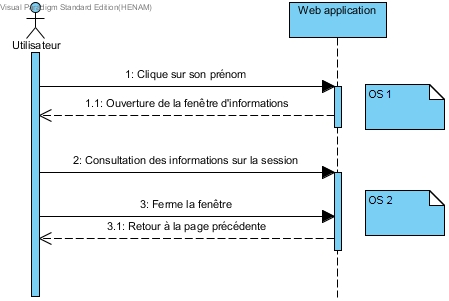 Visual Paradigm Standard Edition(HENAM)
Web application
Utilisateur
1: Clique sur son prénom
OS 1
1.1: Ouverture de la fenêtre d'informations
2: Consultation des informations sur la session
OS 2
3: Ferme la fenêtre
3.1: Retour à la page précédente